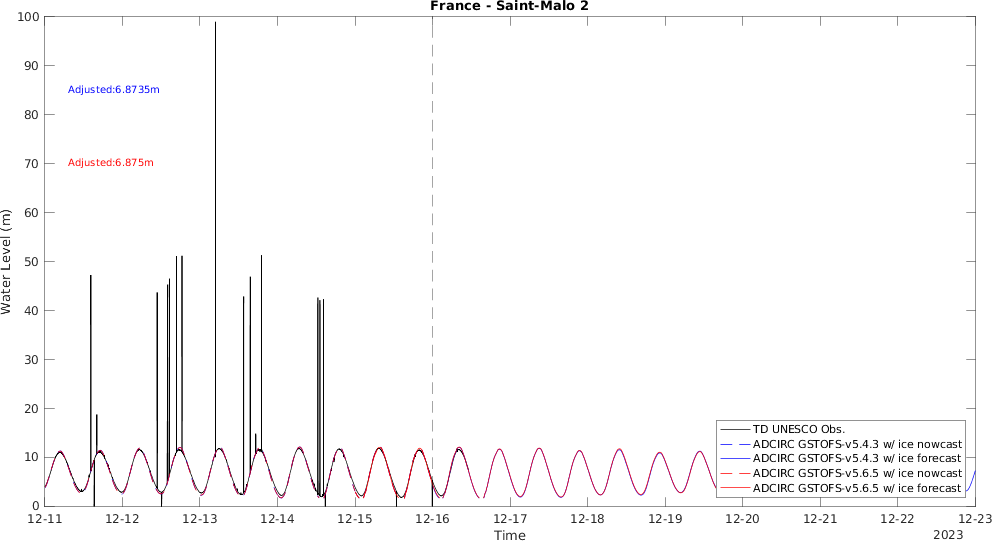 France - Saint-Malo 2
100
90
80
70
60
50
40
30
20
10
0
Water Level (m)
Adjusted:6.8735m
Adjusted:6.875m
TD UNESCO Obs.
ADCIRC GSTOFS-v5.4.3 w/ ice nowcast
ADCIRC GSTOFS-v5.4.3 w/ ice forecast
ADCIRC GSTOFS-v5.6.5 w/ ice nowcast
ADCIRC GSTOFS-v5.6.5 w/ ice forecast
12-11 12-12 12-13 12-14 12-15 12-16 12-17 12-18 12-19 12-20 12-21 12-22 12-23
Time
2023